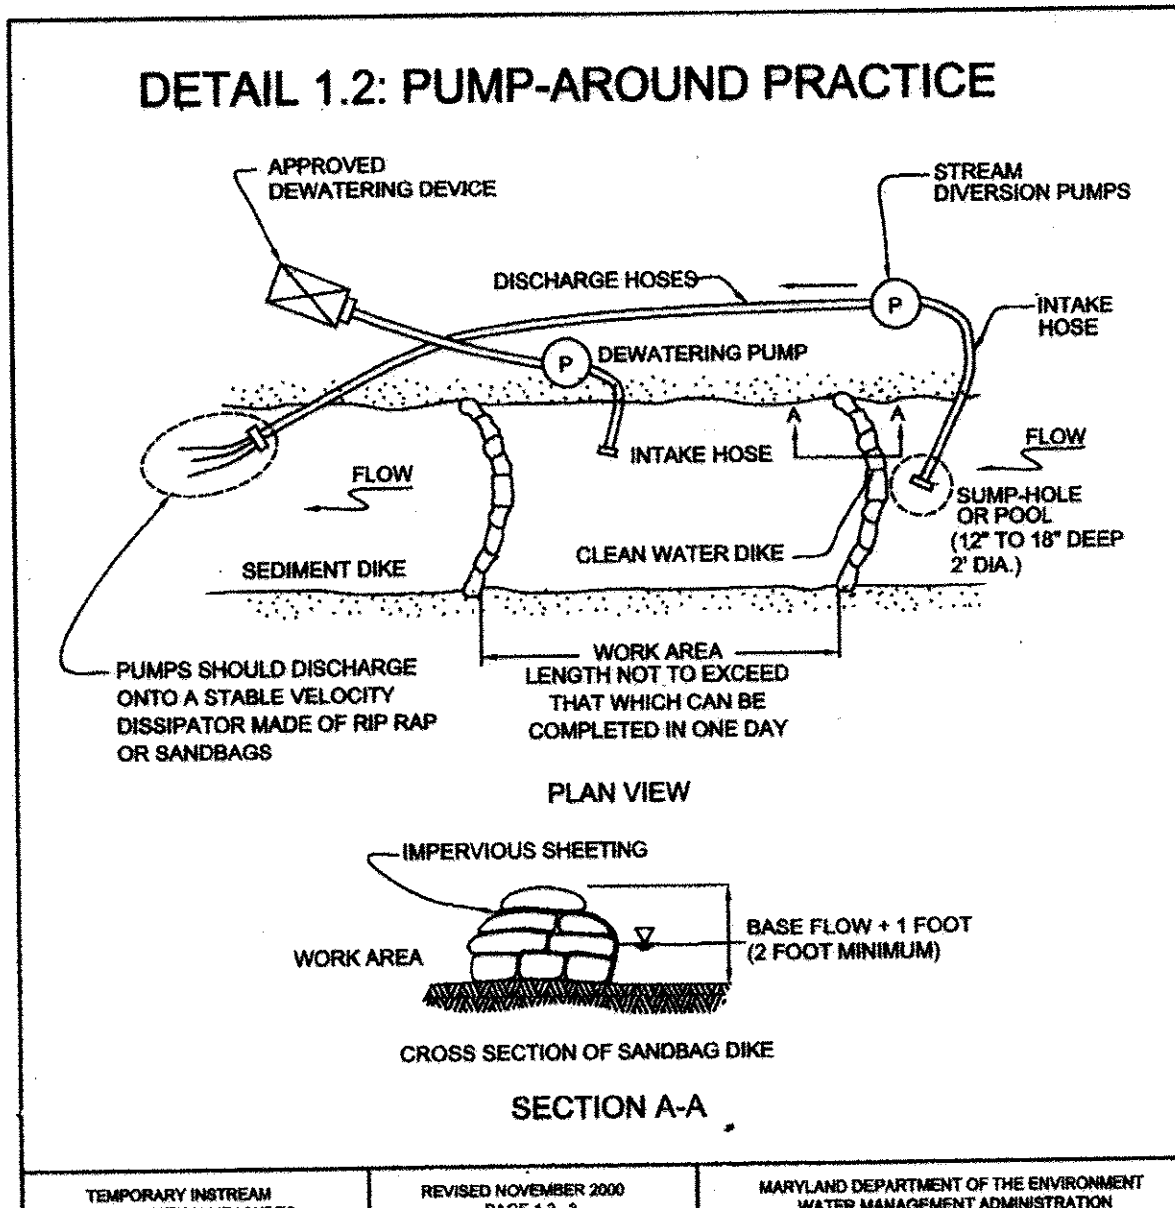 DETAIL 1.2: PUMP-AROUND PRACTICE
APPROVED
DEWATERING DEVICE
STREAM
DIVERSION PUMPS
DISCHARGE HOSES
P
INTAKE
HOSE
P
DEWATERING PUMP
A
A
INTAKE HOSE
FLOW
FLOW
SUMP-HOLE
OR POOL
(12" TO 18" DEEP
2' DIA.)
CLEAN WATER DIKE
SEDIMENT DIKE
PUMPS SHOULD DISCHARGE
ONTO A STABLE VELOCITY
DISSIPATOR MADE OF RIP RAP
OR SANDBAGS
WORK AREA
LENGTH NOT TO EXCEED
THAT WHICH CAN BE
COMPLETED IN ONE DAY
PLAN VIEW
IMPERVIOUS SHEETING
WORK AREA
BASE FLOW + 1 FOOT
(2 FOOT MINIMUM)
CROSS SECTION OF SANDBAG DIKE
SECTION A-A
TEMPORARY INSTREAM
REVISED NOVEMBER 2000
MARYLAND DEPARTMENT OF THE ENVIRONMENT
WATER MANAGEMENT ADMINISTRATION